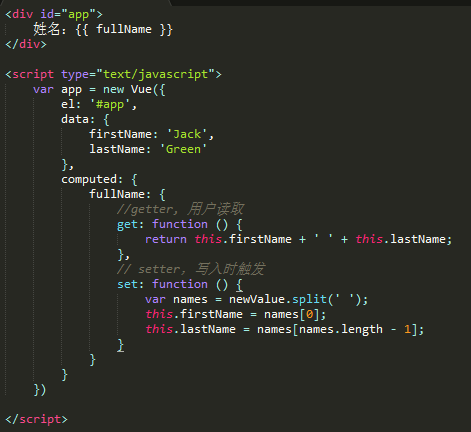 <div id="app">
    姓名：{{ fullName }}
</div>

<script type="text/javascript">
    var app = new Vue({
        el: '#app',
        data: {
            firstName: 'Jack',
            lastName: 'Green'
        },
        computed: {
            fullName: {
                //getter, 用户读取
                get: function () {
                    return this.firstName + ' ' + this.lastName;
                },
                // setter, 写入时触发
                set: function () {
                    var names = newValue.split(' ');
                    this.firstName = names[0];
                    this.lastName = names[names.length - 1];
                }
            }
        }
    })

</script>